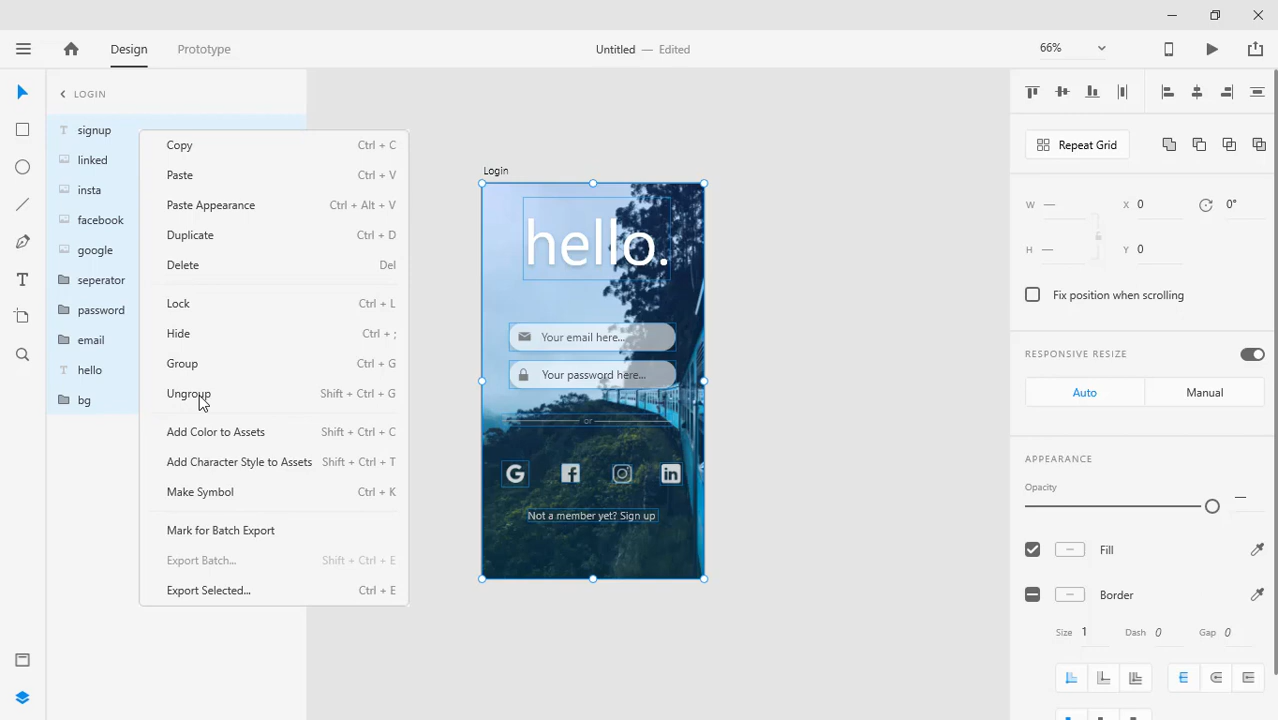 Design
Prototype
Untitled — Edited
66%
LOGIN
signup
linked
insta
facebook
google
seperator
password
email
hello
bg
Copy Ctrl + C
Paste Ctrl + V
Paste Appearance Ctrl + Alt + V
Duplicate Ctrl + D
Delete Del
Lock Ctrl + L
Hide Ctrl + ;
Group Ctrl + G
Ungroup Shift + Ctrl + G
Add Color to Assets Shift + Ctrl + C
Add Character Style to Assets Shift + Ctrl + T
Make Symbol Ctrl + K
Mark for Batch Export
Export Batch... Shift + Ctrl + E
Export Selected... Ctrl + E
Login
hello.
Your email here...
Your password here...
or
Not a member yet? Sign up
Repeat Grid
W — X 0 0°
H — Y 0
Fix position when scrolling
RESPONSIVE RESIZE
Auto Manual
APPEARANCE
Opacity
—
Fill
Border
Size 1 Dash 0 Gap 0